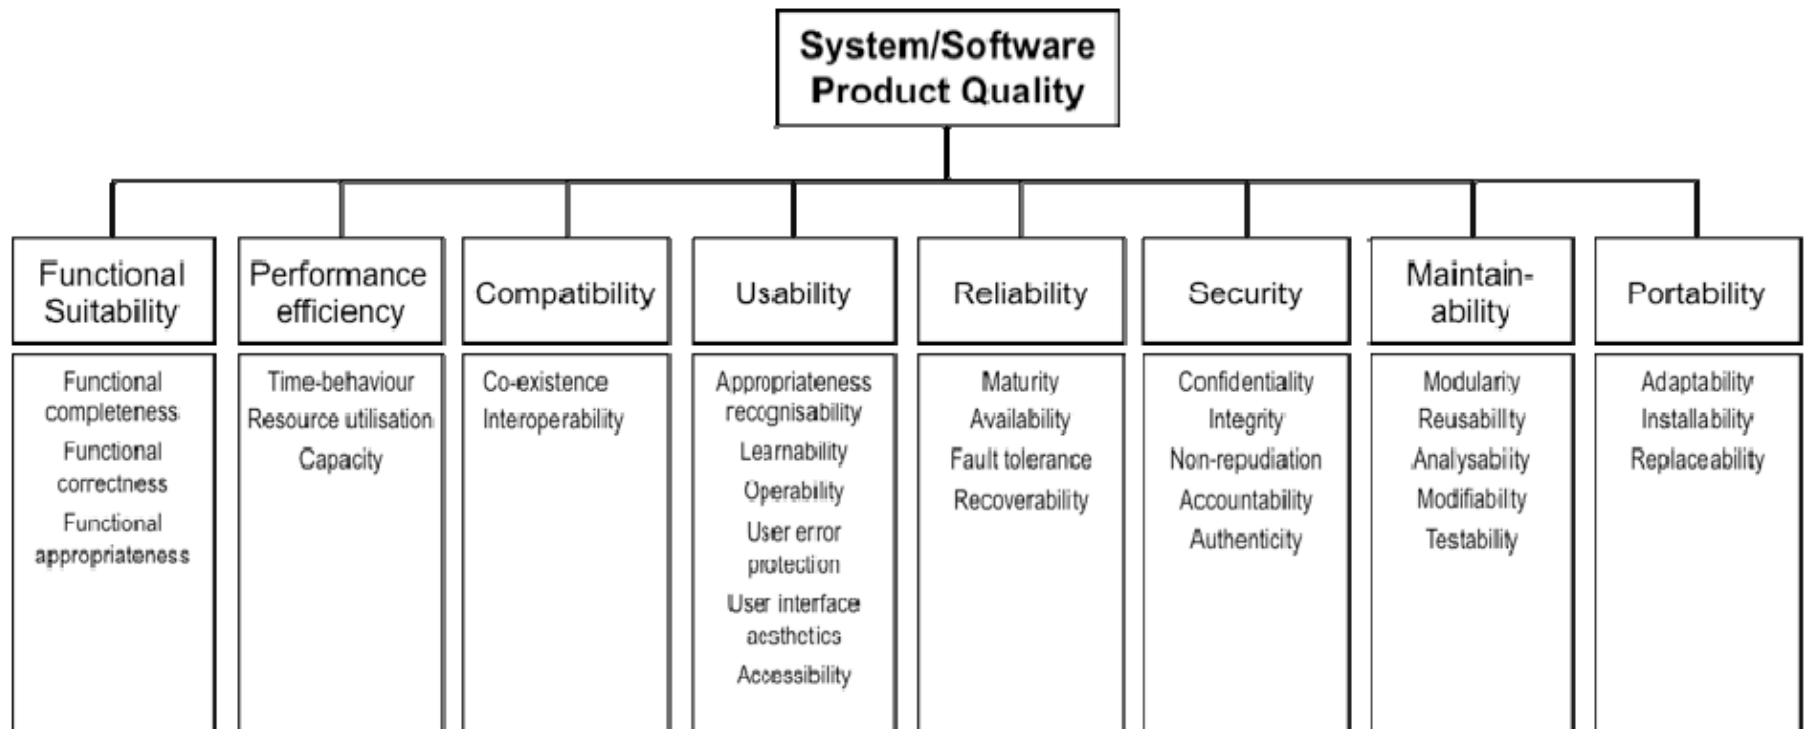 System/Software
Product Quality
Functional
Suitability
Performance
efficiency
Compatibility
Usability
Reliability
Security
Maintain-
ability
Portability
Functional
completeness
Functional
correctness
Functional
appropriateness
Time-behaviour
Resource utilisation
Capacity
Co-existence
Interoperability
Appropriateness
recognisability
Learnability
Operability
User error
protection
User interface
aesthetics
Accessibility
Maturity
Availability
Fault tolerance
Recoverability
Confidentiality
Integrity
Non-repudiation
Accountability
Authenticity
Modularity
Reusability
Analysability
Modifiability
Testability
Adaptability
Installability
Replaceability